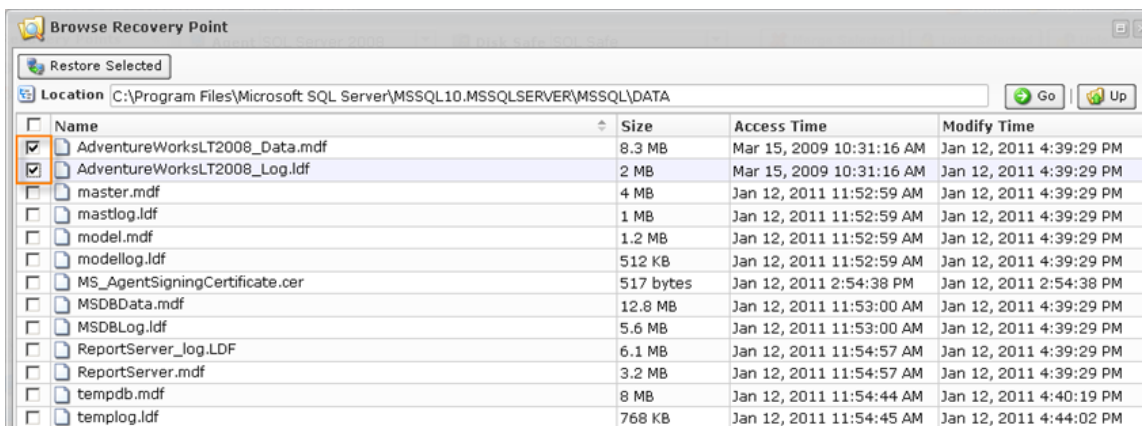 Browse Recovery Point
Restore Selected
Location C:\Program Files\Microsoft SQL Server\MSSQL10.MSSQLSERVER\MSSQL\DATA Go | Up
Name Size Access Time Modify Time
AdventureWorksLT2008_Data.mdf 8.3 MB Mar 15, 2009 10:31:16 AM Jan 12, 2011 4:39:29 PM
AdventureWorksLT2008_Log.ldf 2 MB Mar 15, 2009 10:31:16 AM Jan 12, 2011 4:39:29 PM
master.mdf 4 MB Jan 12, 2011 11:52:59 AM Jan 12, 2011 4:39:29 PM
mastlog.ldf 1 MB Jan 12, 2011 11:52:59 AM Jan 12, 2011 4:39:29 PM
model.mdf 1.2 MB Jan 12, 2011 11:52:59 AM Jan 12, 2011 4:39:29 PM
modellog.ldf 512 KB Jan 12, 2011 11:52:59 AM Jan 12, 2011 4:39:29 PM
MS_AgentSigningCertificate.cer 517 bytes Jan 12, 2011 2:54:38 PM Jan 12, 2011 2:54:38 PM
MSDBData.mdf 12.8 MB Jan 12, 2011 11:53:00 AM Jan 12, 2011 4:39:29 PM
MSDBLog.ldf 5.6 MB Jan 12, 2011 11:53:00 AM Jan 12, 2011 4:39:29 PM
ReportServer_log.LDF 6.1 MB Jan 12, 2011 11:54:57 AM Jan 12, 2011 4:39:29 PM
ReportServer.mdf 3.2 MB Jan 12, 2011 11:54:57 AM Jan 12, 2011 4:39:29 PM
tempdb.mdf 8 MB Jan 12, 2011 11:54:44 AM Jan 12, 2011 4:40:19 PM
templog.ldf 768 KB Jan 12, 2011 11:54:45 AM Jan 12, 2011 4:44:02 PM